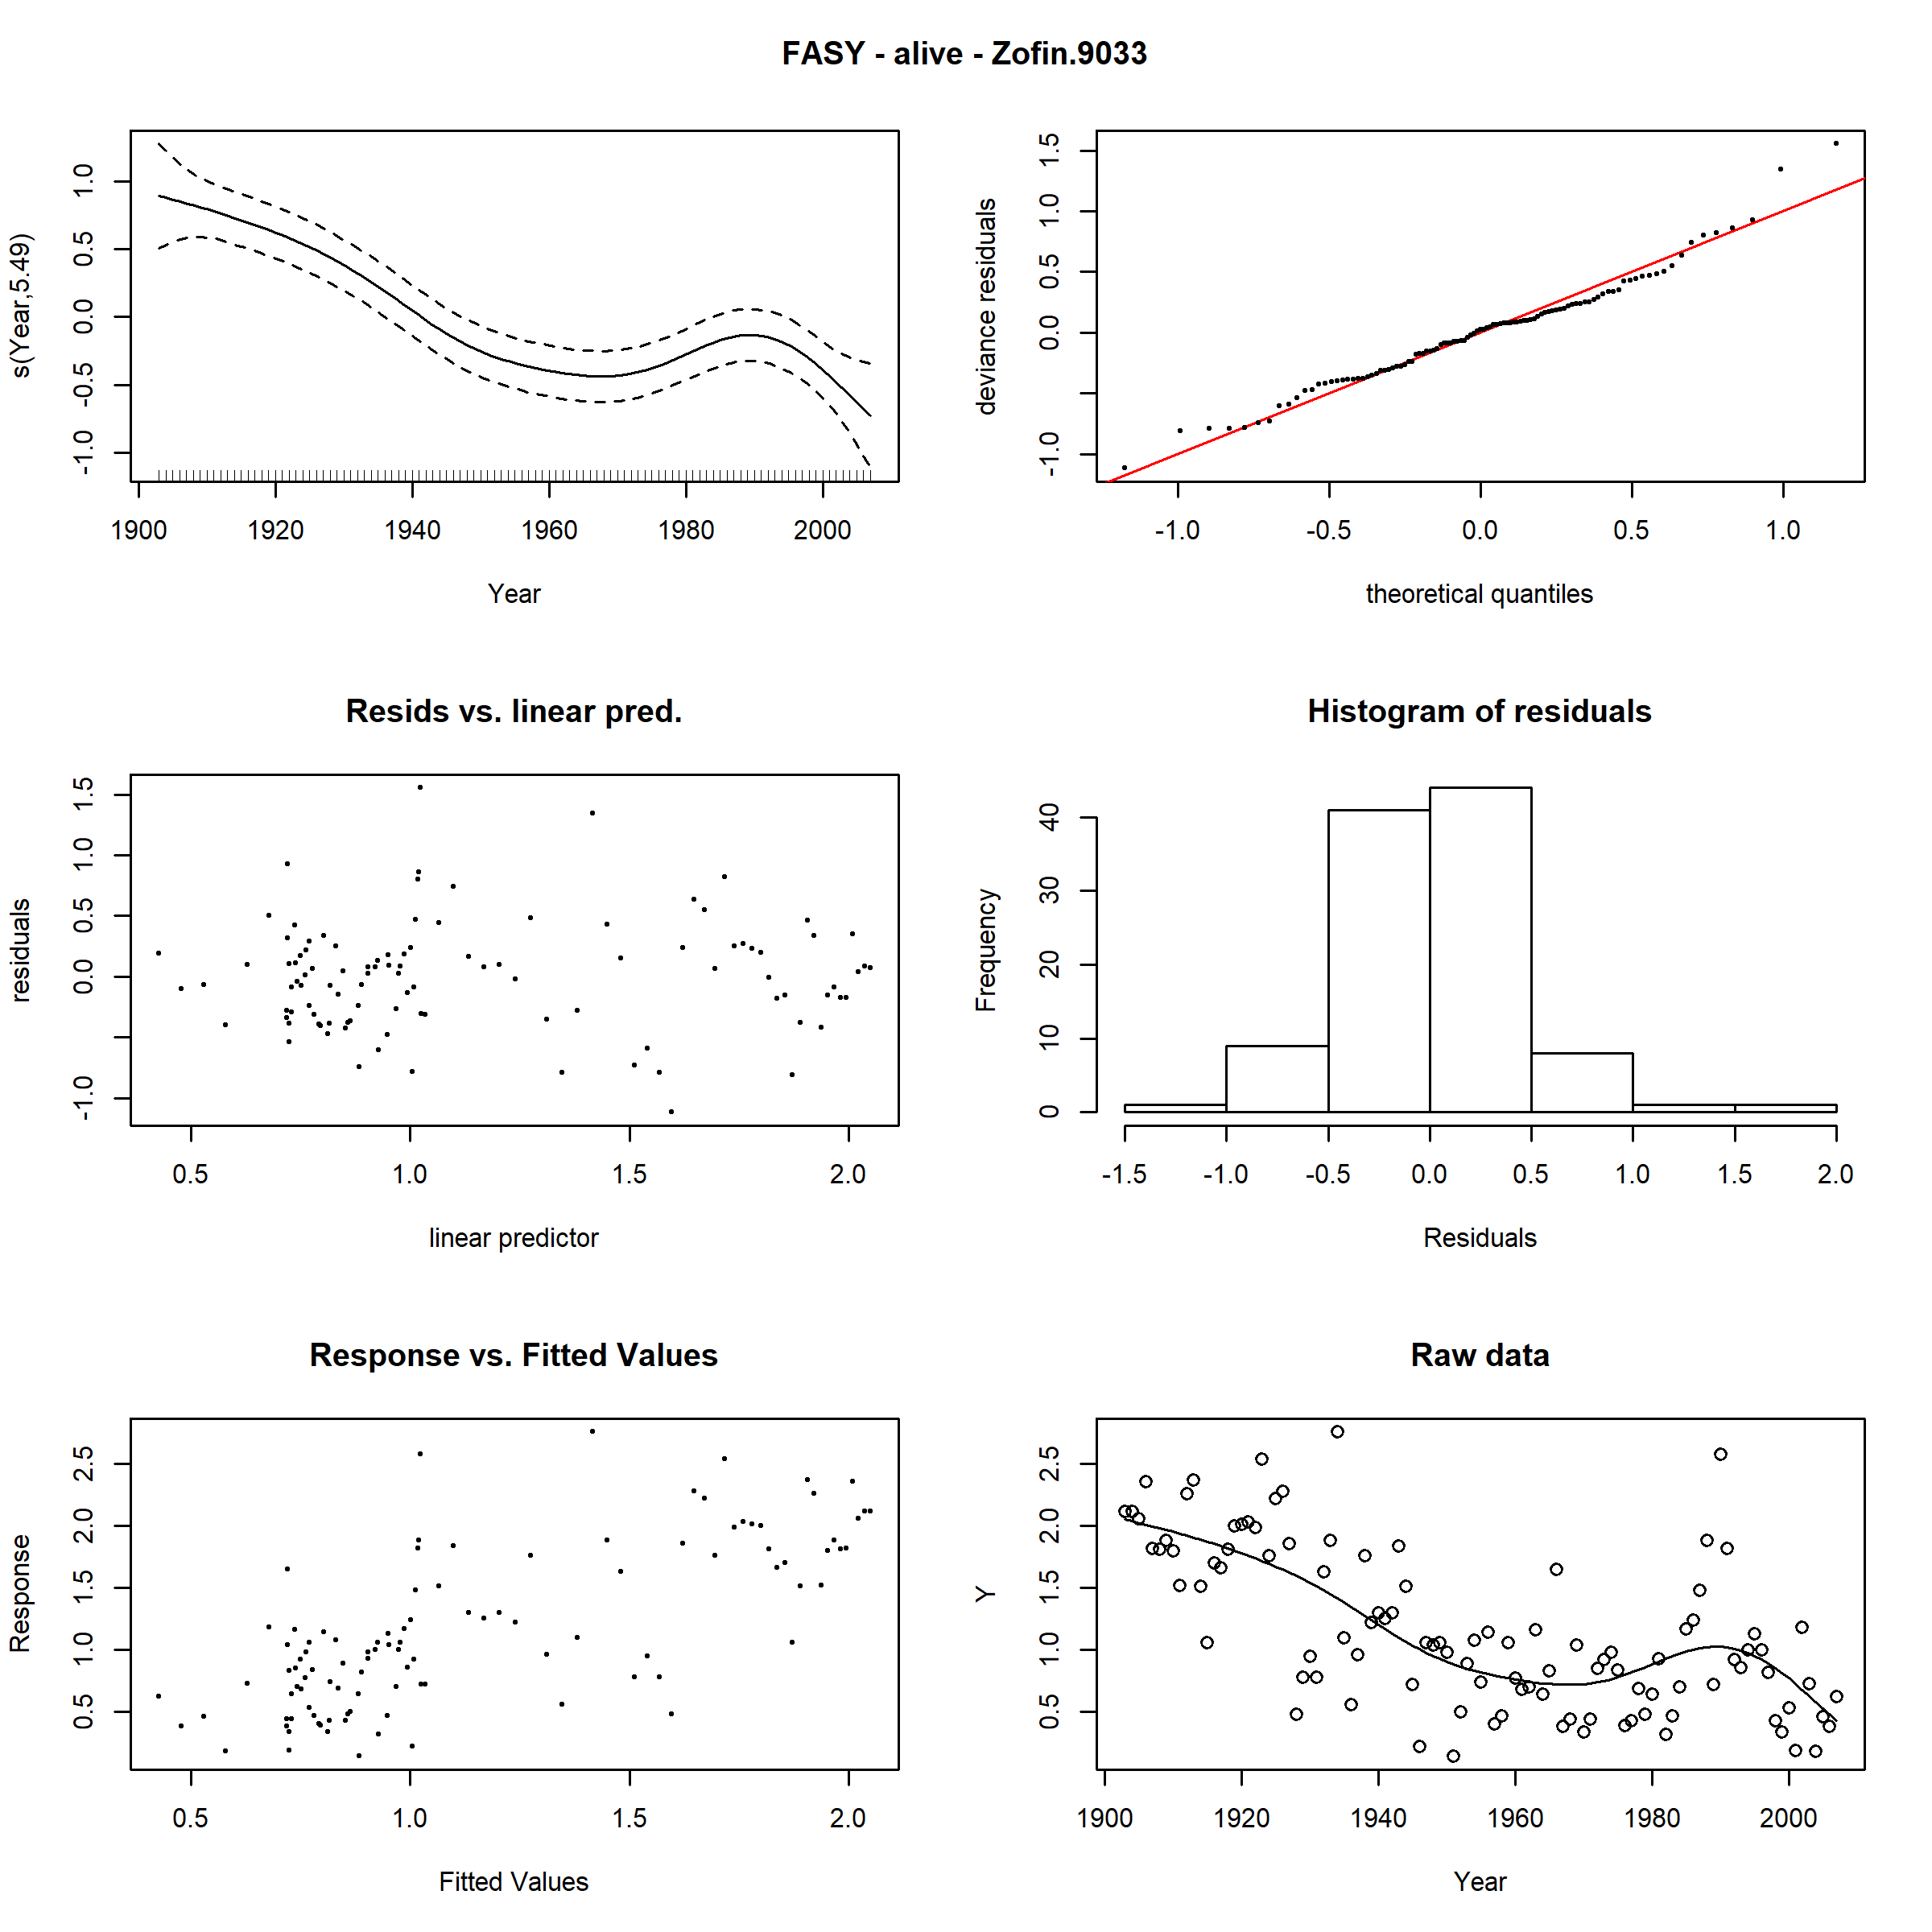 FASY - alive - Zofin.9033
s(Year,5.49)
-1.0 -0.5 0.0 0.5 1.0
1900 1920 1940 1960 1980 2000
Year
deviance residuals
-1.0 0.0 0.5 1.0 1.5
-1.0 -0.5 0.0 0.5 1.0
theoretical quantiles
Resids vs. linear pred.
residuals
-1.0 0.0 0.5 1.0 1.5
0.5 1.0 1.5 2.0
linear predictor
Histogram of residuals
Frequency
0 10 20 30 40
-1.5 -1.0 -0.5 0.0 0.5 1.0 1.5 2.0
Residuals
Response vs. Fitted Values
Response
0.5 1.0 1.5 2.0 2.5
0.5 1.0 1.5 2.0
Fitted Values
Raw data
Y
0.5 1.0 1.5 2.0 2.5
1900 1920 1940 1960 1980 2000
Year